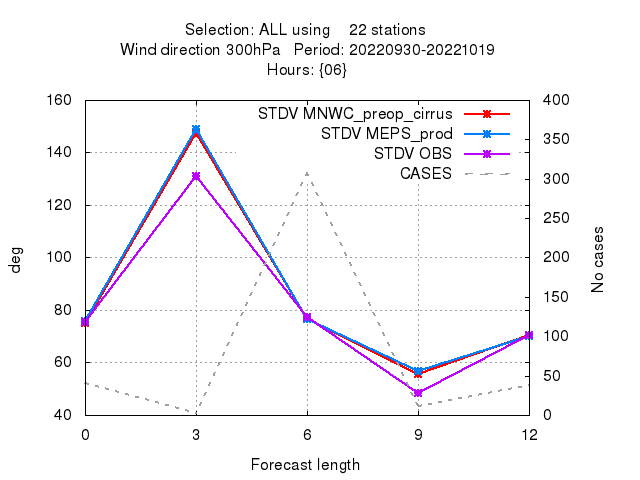 Selection: ALL using 22 stations
Wind direction 300hPa Period: 20220930-20221019
Hours: {06}
STDV MNWC_preop_cirrus
STDV MEPS_prod
STDV OBS
CASES
deg
160
140
120
100
80
60
40
400
350
300
250
200
150
100
50
0
No cases
0 3 6 9 12
Forecast length